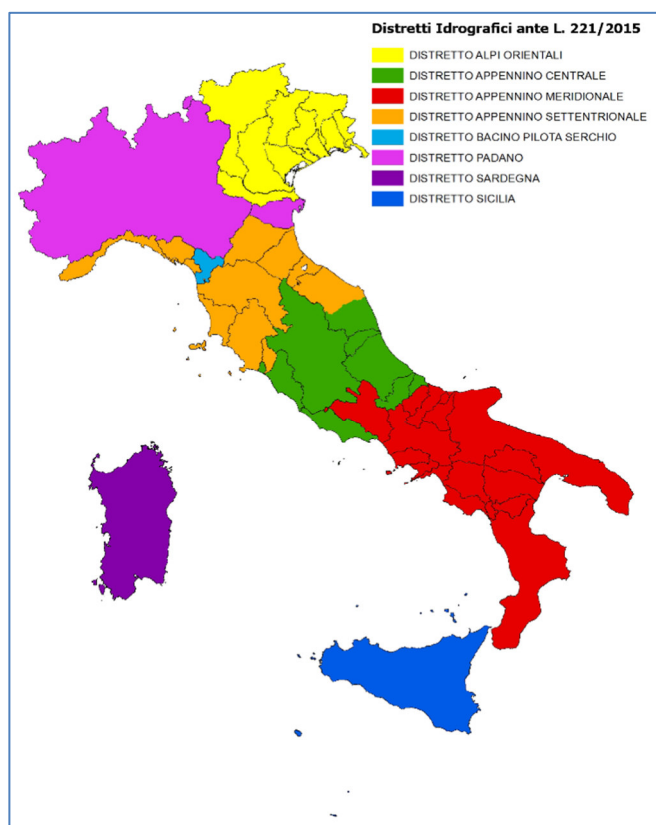 Distretti Idrografici ante L. 221/2015
DISTRETTO ALPI ORIENTALI
DISTRETTO APPENNINO CENTRALE
DISTRETTO APPENNINO MERIDIONALE
DISTRETTO APPENNINO SETTENTRIONALE
DISTRETTO BACINO PILOTA SERCHIO
DISTRETTO PADANO
DISTRETTO SARDEGNA
DISTRETTO SICILIA